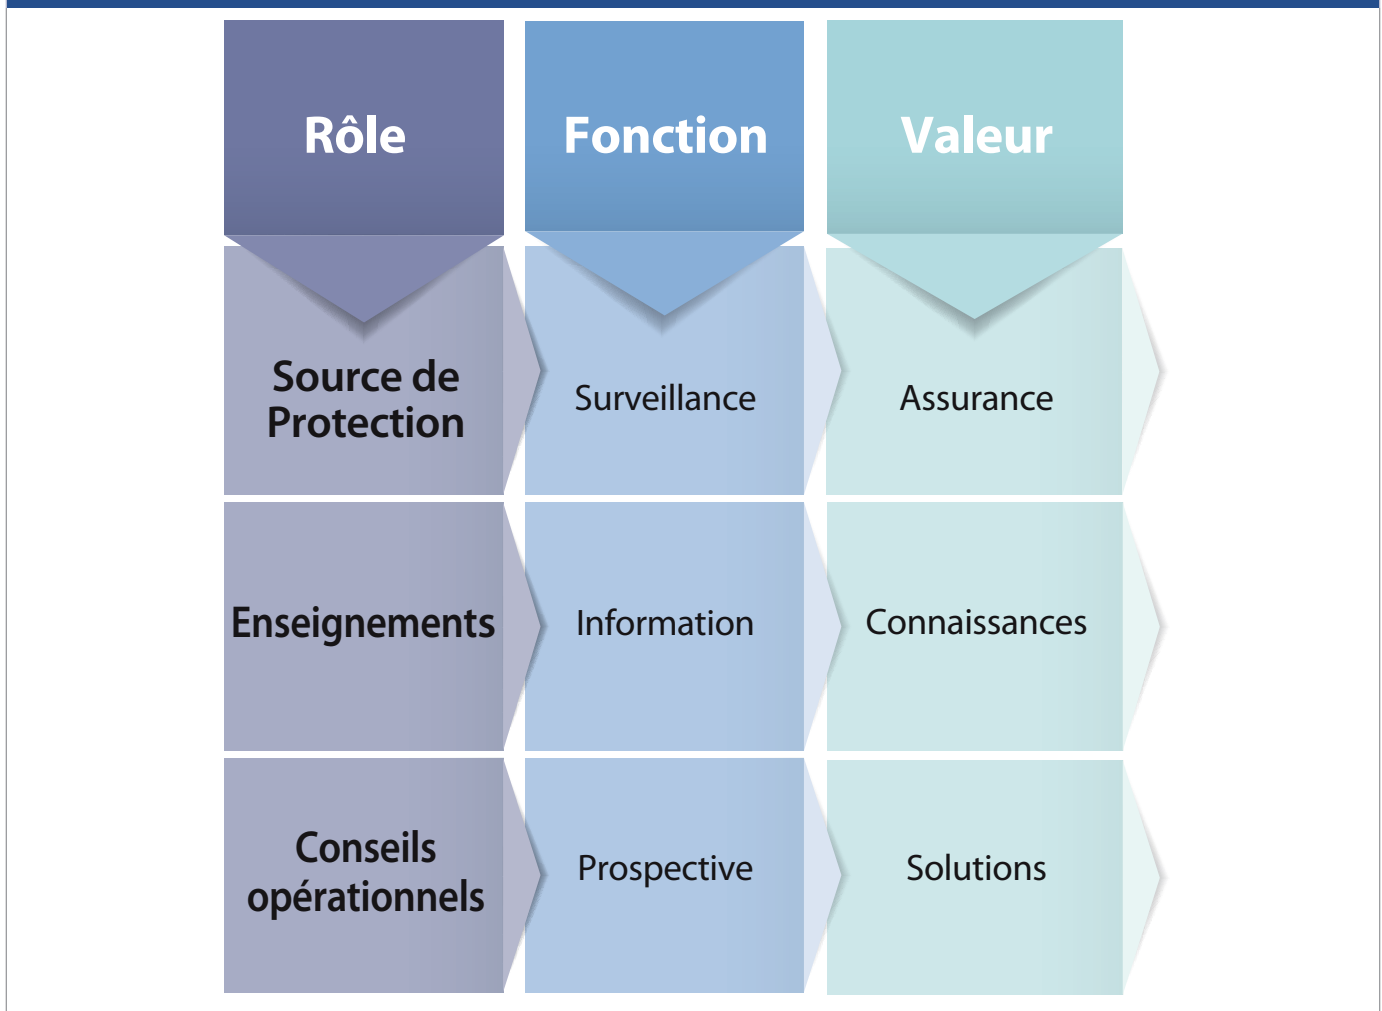 Rôle
Fonction
Valeur
Source de
Protection
Surveillance
Assurance
Enseignements
Information
Connaissances
Conseils
opérationnels
Prospective
Solutions